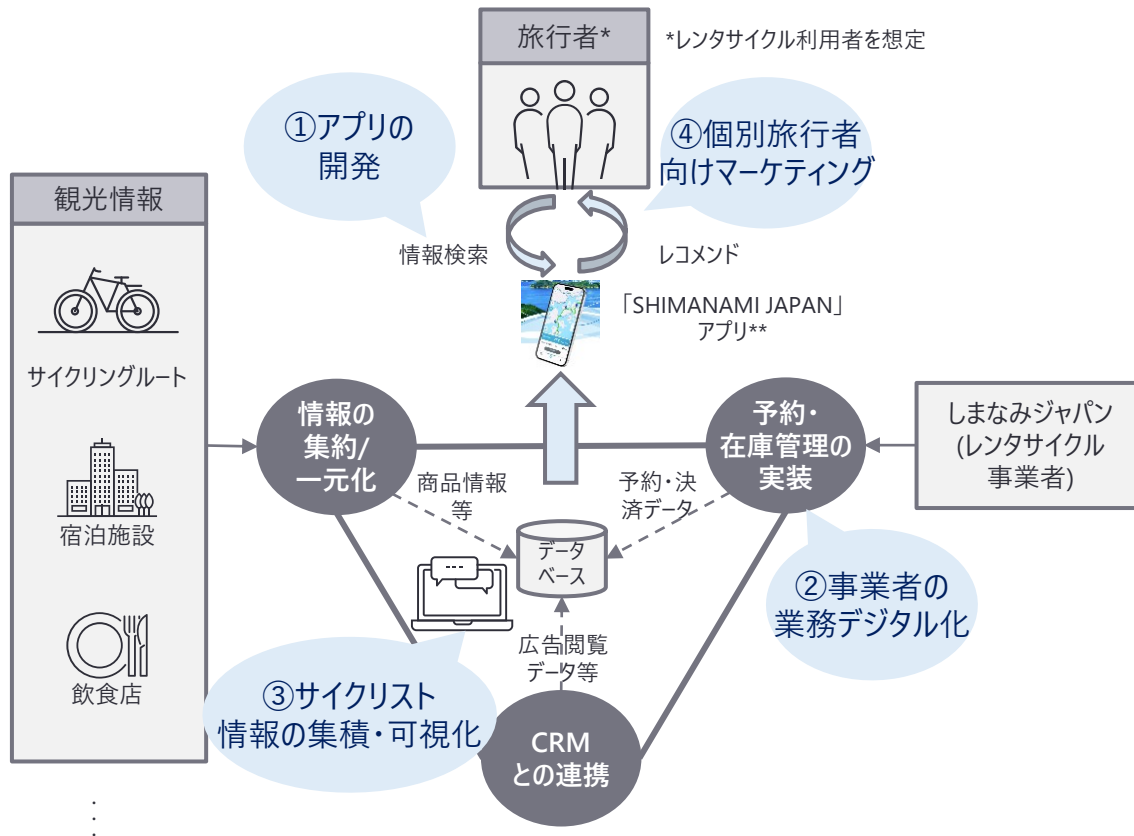 旅行者*
*レンタサイクル利用者を想定
①アプリの
開発
④個別旅行者
向けマーケティング
観光情報
情報検索
レコメンド
「SHIMANAMI JAPAN」
アプリ**
サイクリングルート
宿泊施設
飲食店
情報の
集約/
一元化
予約・
在庫管理の
実装
しまなみジャパン
(レンタサイクル
事業者)
商品情報
等
予約・決
済データ
データ
ベース
②事業者の
業務デジタル化
広告閲覧
データ等
③サイクリスト
情報の集積・可視化
CRM
との連携